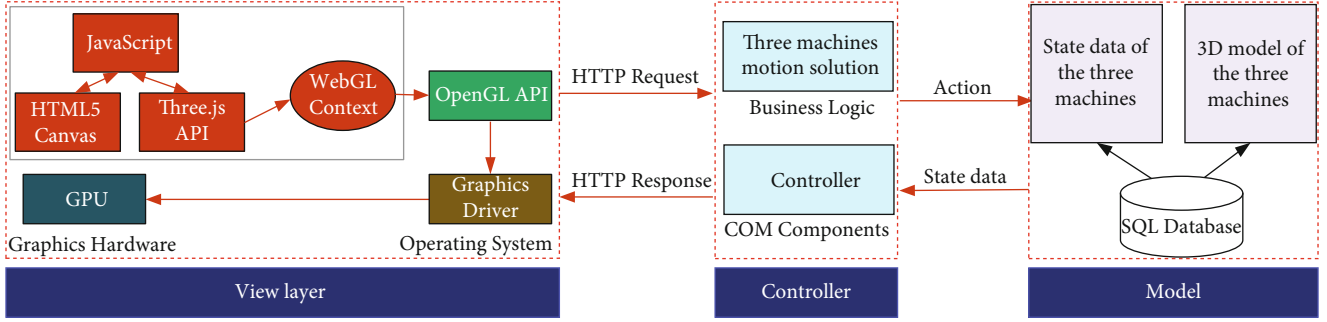 JavaScript
HTML5
Canvas
Three.js
API
WebGL
Context
OpenGL API
GPU
Graphics Hardware
Graphics
Driver
Operating System
View layer
HTTP Request
HTTP Response
Three machines
motion solution
Business Logic
Controller
COM Components
Controller
Action
State data
State data of
the three
machines
3D model of
the three
machines
SQL Database
Model